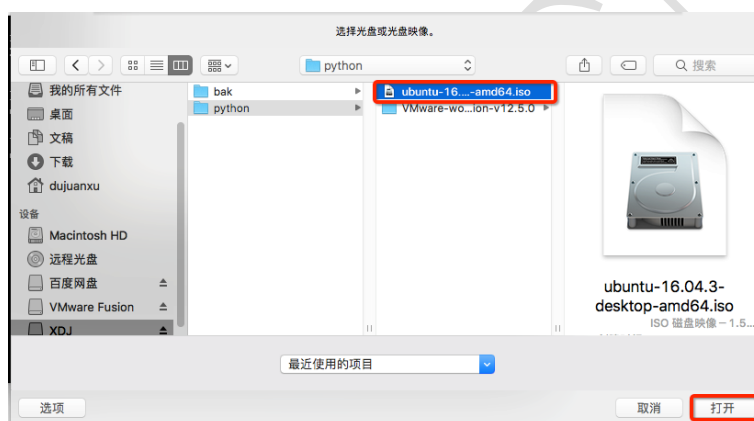 选择光盘或光盘映像。
python
搜索
我的所有文件
桌面
文稿
下载
dujuanxu
设备
Macintosh HD
远程光盘
百度网盘
VMware Fusion
XDJ
bak
python
ubuntu-16....-amd64.iso
VMware-wo...ion-v12.5.0
ubuntu-16.04.3-
desktop-amd64.iso
ISO 磁盘映像 – 1.5...
最近使用的项目
选项
取消
打开